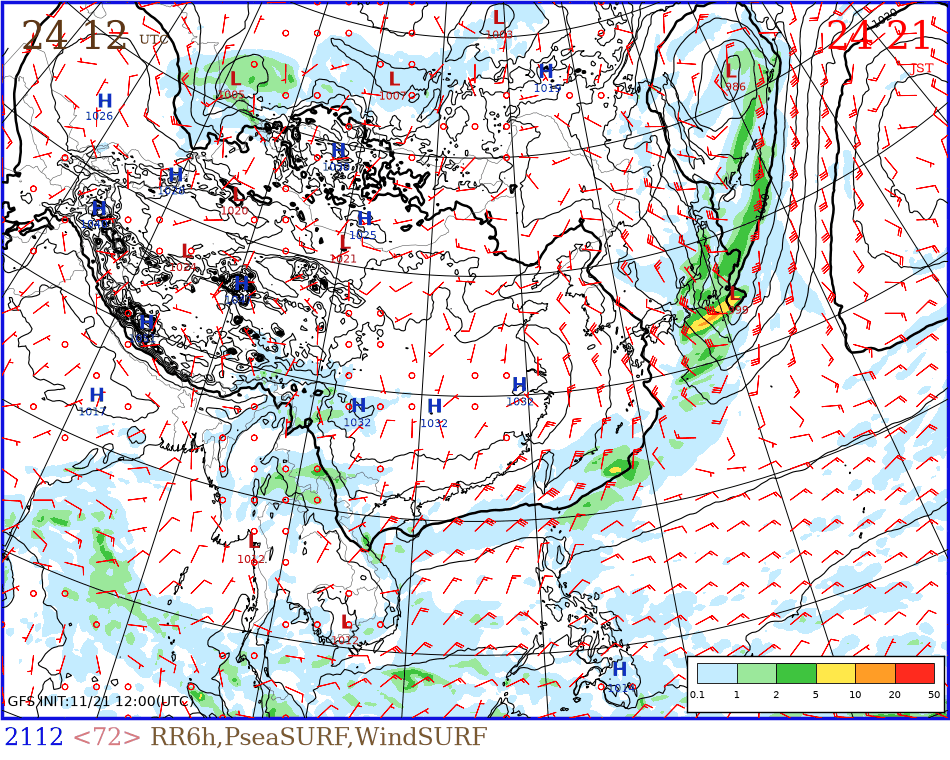 24 12 UTC
24 21
JST
1020
L
1003
L
1005
L
1007
H
1019
L
986
H
1026
H
H
L
1020
H
1025
L
1021
L
H
H
H
H
1017
H
1032
H
1032
H
1032
L
L
1012
L
1012
H
GFS INIT:11/21 12:00(UTC)
0.1 1 2 5 10 20 50
2112 <72> RR6h,PseaSURF,WindSURF